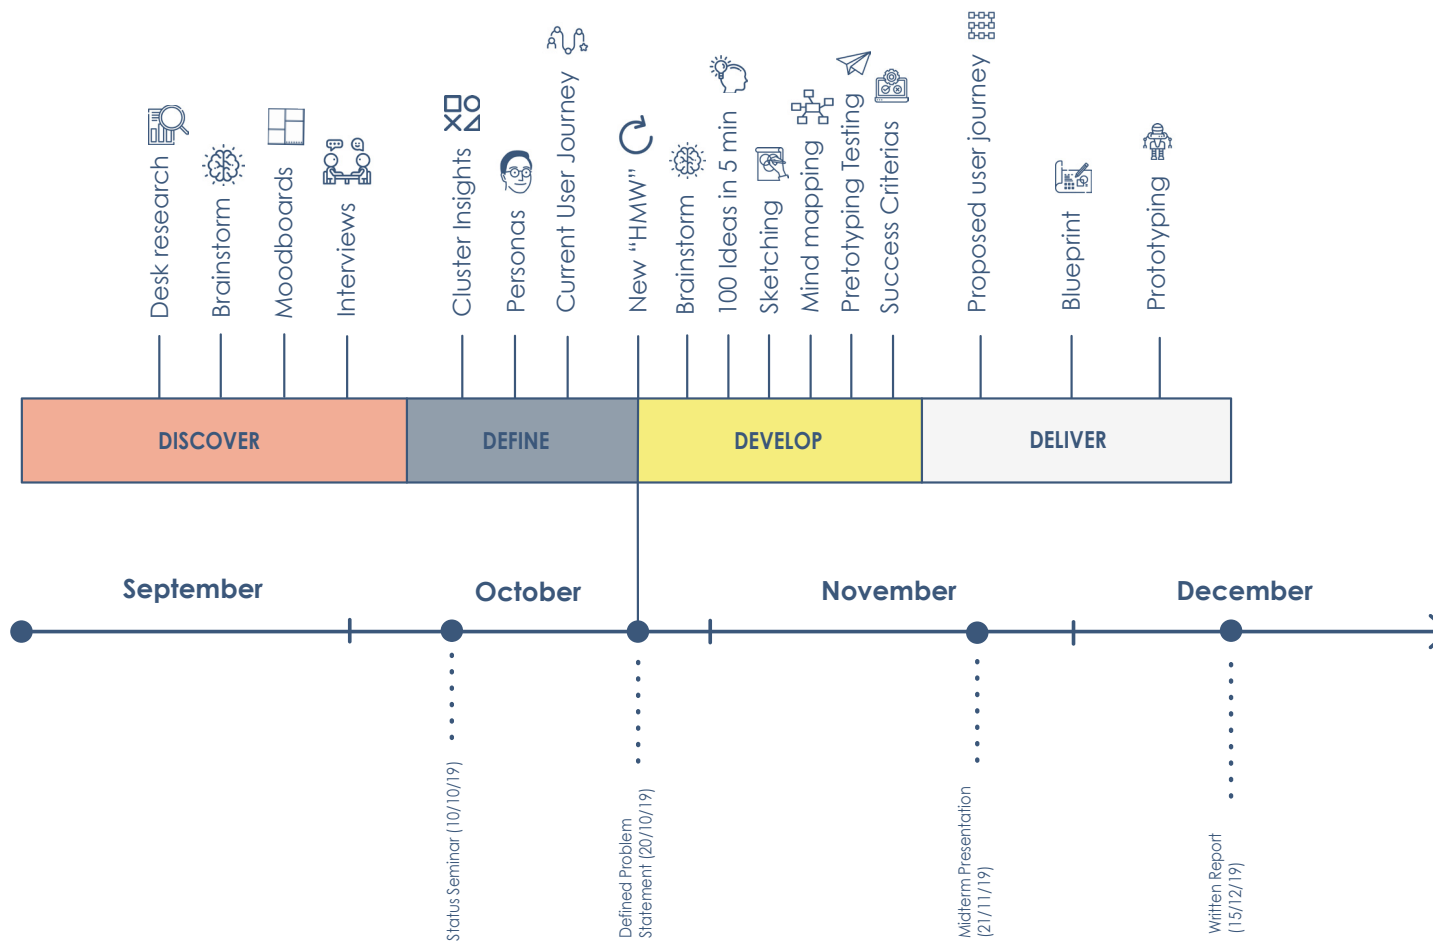 Desk research
Brainstorm
Moodboards
Interviews
Cluster Insights
Personas
Current User Journey
New “HMW”
Brainstorm
100 Ideas in 5 min
Sketching
Mind mapping
Pretotyping Testing
Success Criterias
Proposed user journey
Blueprint
Prototyping
DISCOVER
DEFINE
DEVELOP
DELIVER
September
October
November
December
Status Seminar (10/10/19)
Defined Problem
Statement (20/10/19)
Midterm Presentation
(21/11/19)
Written Report
(15/12/19)